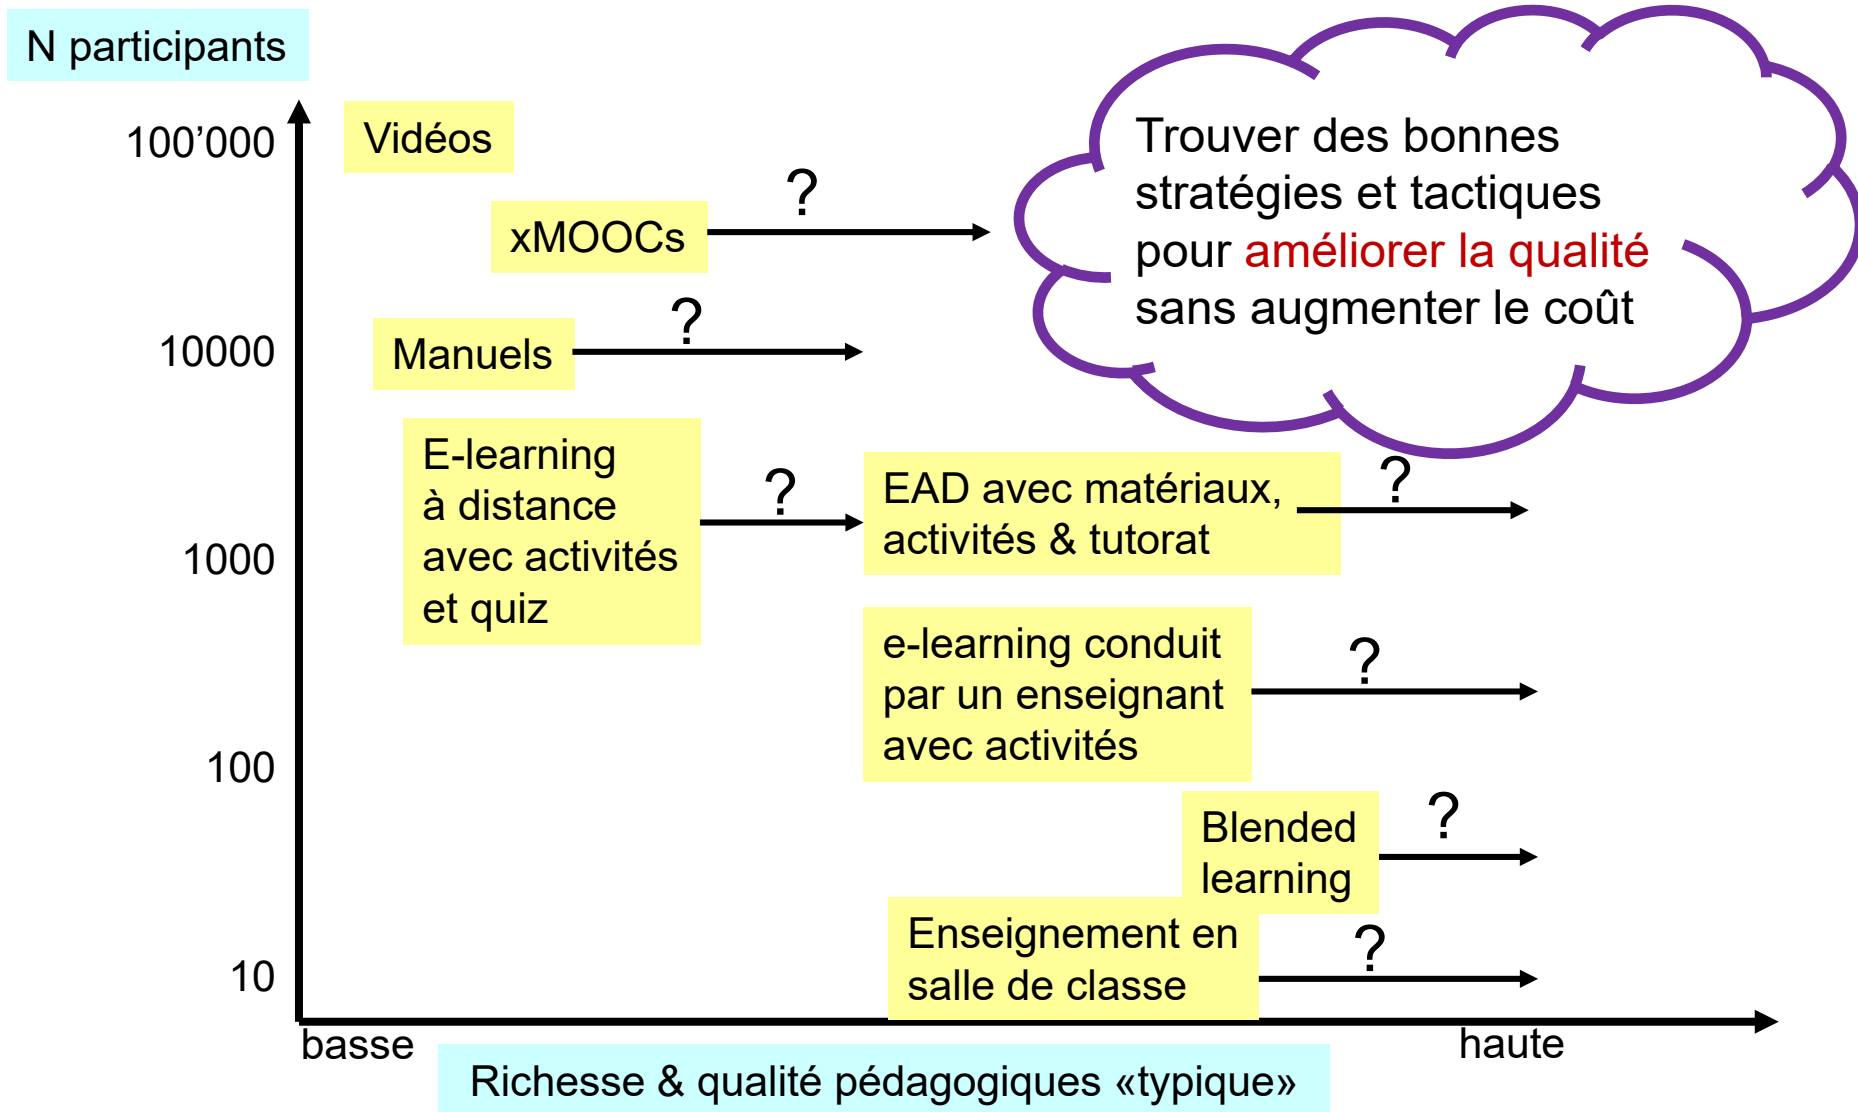 N participants
100’000
Vidéos
Trouver des bonnes
stratégies et tactiques
pour améliorer la qualité
sans augmenter le coût
?
xMOOCs
?
10000
Manuels
E-learning
à distance
avec activités
et quiz
?
EAD avec matériaux,
activités & tutorat
?
1000
e-learning conduit
par un enseignant
avec activités
?
100
Blended
learning
?
Enseignement en
salle de classe
?
10
basse
haute
Richesse & qualité pédagogiques «typique»